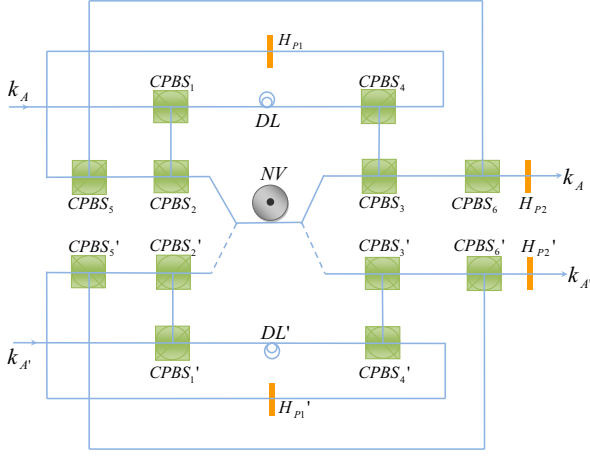 H_{P1}
CPBS_1
CPBS_4
k_A
DL
NV
CPBS_5
CPBS_2
CPBS_3
CPBS_6
H_{P2}
k_A
CPBS_5'
CPBS_2'
CPBS_3'
CPBS_6'
H_{P2}'
k_{A'}
DL'
k_{A'}
CPBS_1'
CPBS_4'
H_{P1}'